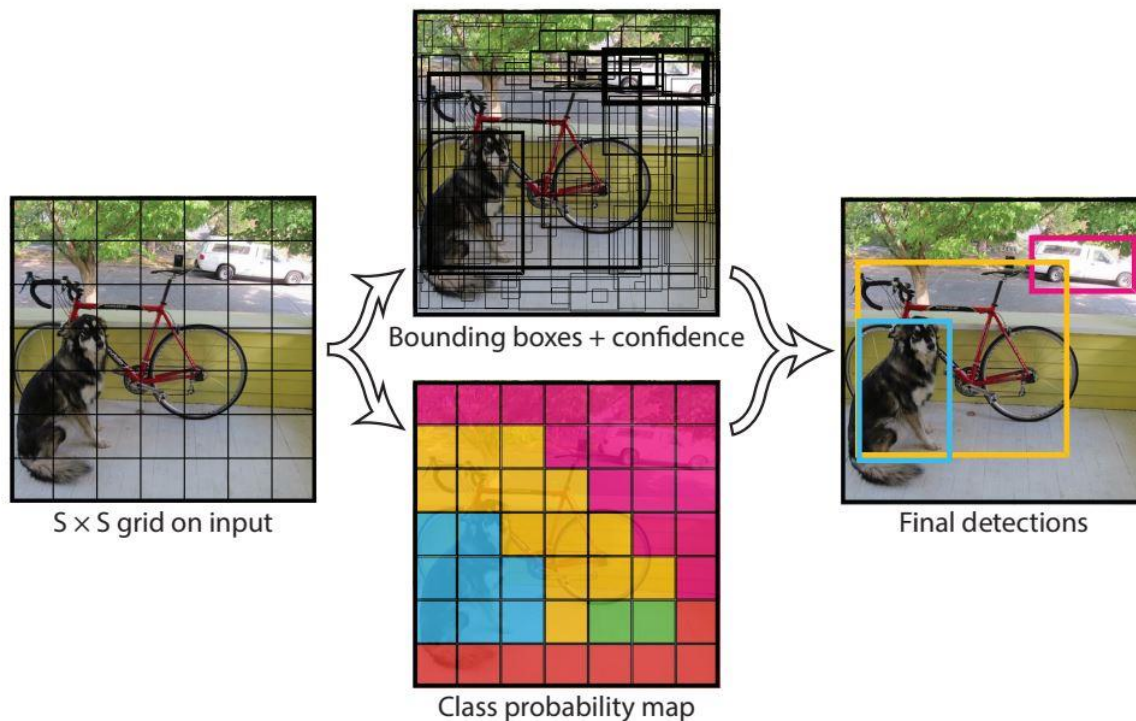 Bounding boxes + confidence
S × S grid on input
Final detections
Class probability map